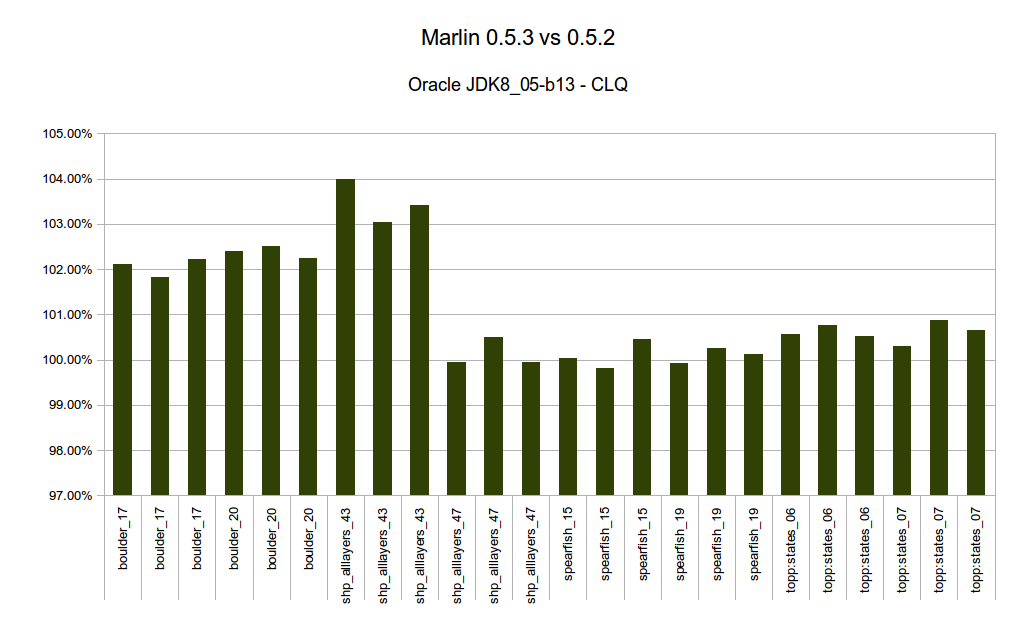 Marlin 0.5.3 vs 0.5.2
Oracle JDK8_05-b13 - CLQ
105.00%
104.00%
103.00%
102.00%
101.00%
100.00%
99.00%
98.00%
97.00%
boulder_17
boulder_17
boulder_17
boulder_20
boulder_20
boulder_20
shp_alllayers_43
shp_alllayers_43
shp_alllayers_43
shp_alllayers_47
shp_alllayers_47
shp_alllayers_47
spearfish_15
spearfish_15
spearfish_15
spearfish_19
spearfish_19
spearfish_19
topp:states_06
topp:states_06
topp:states_06
topp:states_07
topp:states_07
topp:states_07